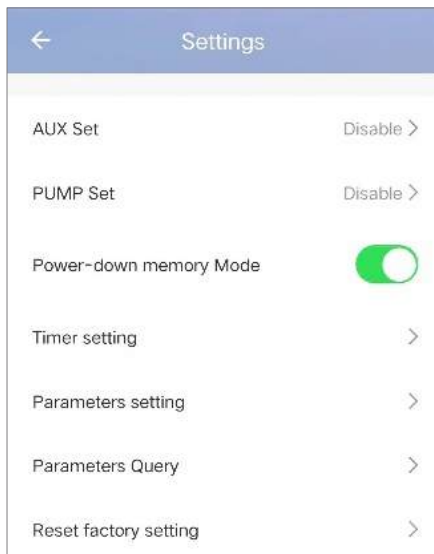 Settings
AUX Set Disable
PUMP Set Disable
Power-down memory Mode
Timer setting
Parameters setting
Parameters Query
Reset factory setting